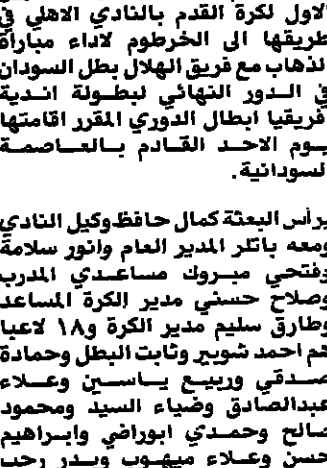 الاول لكرة القدم بالنادي الاهلي في
طريقها الى الخرطوم لاداء مباراة
الذهاب مع فريق الهلال بطل السودان
في الدور النهائي لبطولة اندية
افريقيا ابطال الدوري المقرر اقامتها
يوم الاحد القادم بالعاصمة
السودانية.
يرأس البعثة كمال حافظ وكيل النادي
ومعه باتلر المدير العام وانور سلامة
وفتحي مبروك مساعدي المدرب
وصلاح حسني مدير الكرة المساعد
وطارق سليم مدير الكرة و١٨ لاعبا
هم احمد شوبير وثابت البطل وحمادة
صدقي وربيع ياسين وعلاء
عبدالصادق وضياء السيد ومحمود
صالح وحمدي ابوراضي وابراهيم
حسن وعلاء ميهوب وبدر رجب